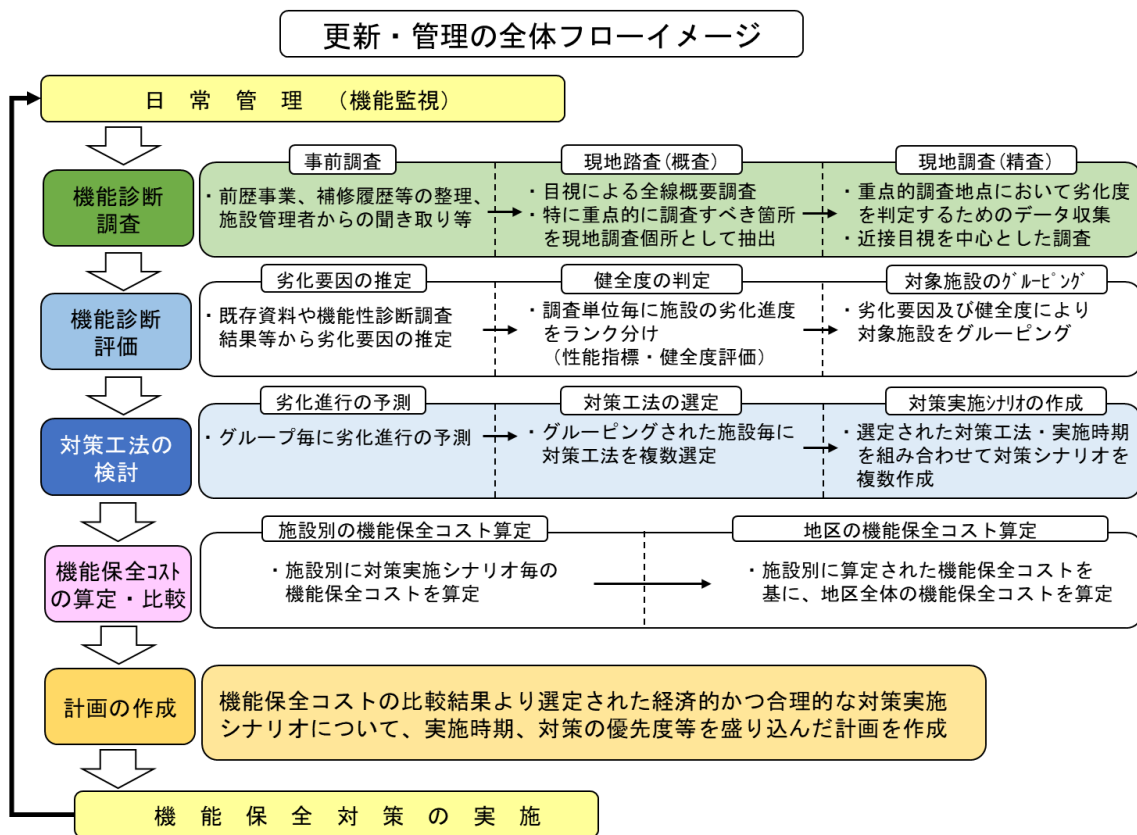 更新・管理の全体フローイメージ
日　常　管　理　（機能監視）
機能診断
調査
事前調査
・前歴事業、補修履歴等の整理、
施設管理者からの聞き取り等
現地踏査(概査)
・目視による全線概要調査
・特に重点的に調査すべき箇所
を現地調査個所として抽出
現地調査(精査)
・重点的調査地点において劣化度
を判定するためのデータ収集
・近接目視を中心とした調査
機能診断
評価
劣化要因の推定
・既存資料や機能性診断調査
結果等から劣化要因の推定
健全度の判定
・調査単位毎に施設の劣化進度
をランク分け
（性能指標・健全度評価）
対象施設のｸﾞﾙｰﾋﾟﾝｸﾞ
・劣化要因及び健全度により
対象施設をグルーピング
対策工法の
検討
劣化進行の予測
・グループ毎に劣化進行の予測
対策工法の選定
・グルーピングされた施設毎に
対策工法を複数選定
対策実施ｼﾅﾘｵの作成
・選定された対策工法・実施時期
を組み合わせて対策シナリオを
複数作成
機能保全ｺｽﾄ
の算定・比較
施設別の機能保全コスト算定
・施設別に対策実施シナリオ毎の
機能保全コストを算定
地区の機能保全コスト算定
・施設別に算定された機能保全コストを
基に、地区全体の機能保全コストを算定
計画の作成
機能保全コストの比較結果より選定された経済的かつ合理的な対策実施
シナリオについて、実施時期、対策の優先度等を盛り込んだ計画を作成
機　能　保　全　対　策　の　実　施